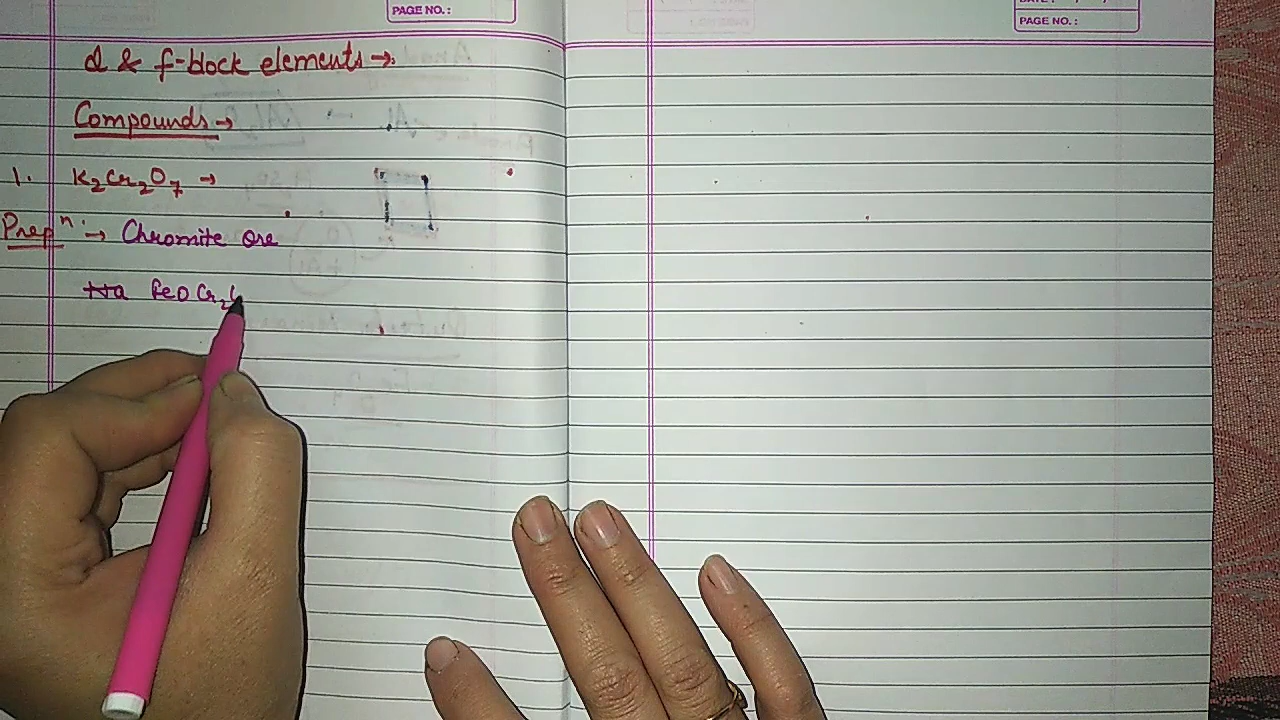 PAGE NO.:
PAGE NO.:
d & f-block elements →
Compounds →
1. K₂Cr₂O₇ →
Prepⁿ :→ Chromite ore
FeO Cr₂